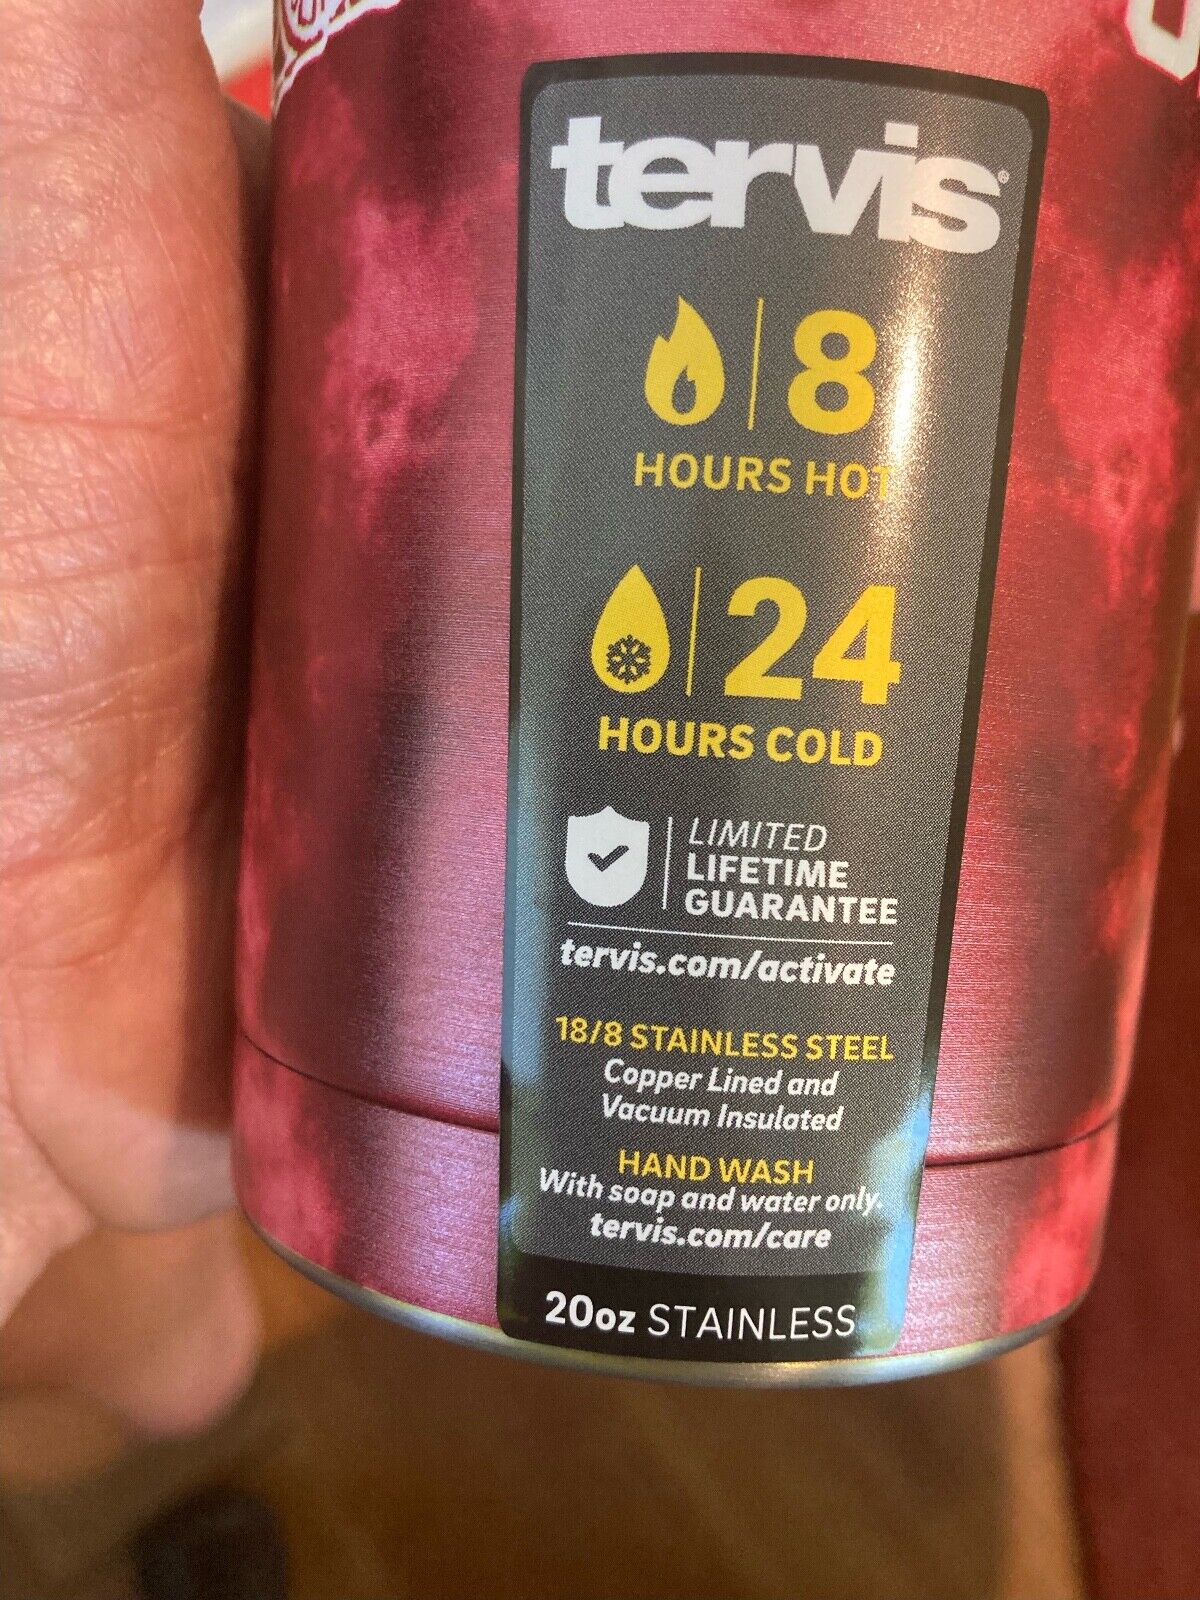 tervis®
8
HOURS HOT
24
HOURS COLD
LIMITED
LIFETIME
GUARANTEE
tervis.com/activate
18/8 STAINLESS STEEL
Copper Lined and
Vacuum Insulated
HAND WASH
With soap and water only.
tervis.com/care
20oz STAINLESS